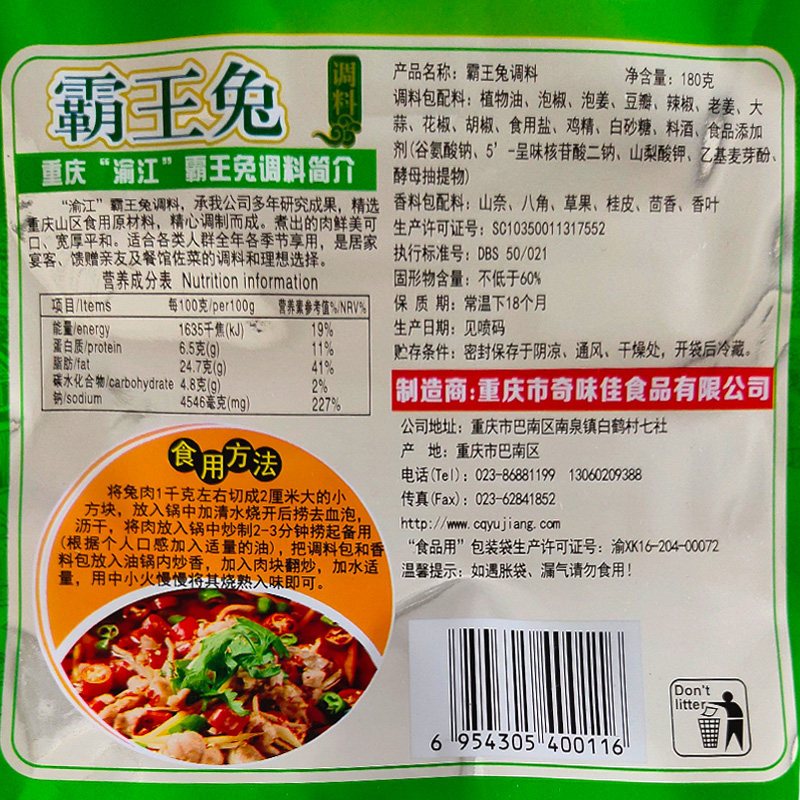 霸王兔
调料
重庆“渝江”霸王兔调料简介
“渝江”霸王兔调料，承我公司多年研究成果，精选
重庆山区食用原材料，精心调制而成。煮出的肉鲜美可
口、宽厚平和。适合各类人群全年各季节享用，是居家
宴客、馈赠亲友及餐馆佐菜的调料和理想选择。
营养成分表 Nutrition information
项目/Items 每100克/per100g 营养素参考值%/NRV%
能量/energy 1635千焦(kJ) 19%
蛋白质/protein 6.5克(g) 11%
脂肪/fat 24.7克(g) 41%
碳水化合物/carbohydrate 4.8克(g) 2%
钠/sodium 4546毫克(mg) 227%
食用方法
将兔肉1千克左右切成2厘米大的小
方块，放入锅中加清水烧开后捞去血泡，
沥干，将肉放入锅中炒制2-3分钟捞起备用
(根据个人口感加入适量的油)，把调料包和香
料包放入油锅内炒香，加入肉块翻炒，加水适
量，用中小火慢慢将其烧熟入味即可。
产品名称：霸王兔调料 净含量：180克
调料包配料：植物油、泡椒、泡姜、豆瓣、辣椒、老姜、大
蒜、花椒、胡椒、食用盐、鸡精、白砂糖、料酒、食品添加
剂(谷氨酸钠、5’-呈味核苷酸二钠、山梨酸钾、乙基麦芽酚、
酵母抽提物)
香料包配料：山奈、八角、草果、桂皮、茴香、香叶
生产许可证号：SC10350011317552
执行标准号：DBS 50/021
固形物含量：不低于60%
保 质 期：常温下18个月
生产日期：见喷码
贮存条件：密封保存于阴凉、通风、干燥处，开袋后冷藏。
制造商:重庆市奇味佳食品有限公司
公司地址：重庆市巴南区南泉镇白鹤村七社
产 地：重庆市巴南区
电话(Tel)：023-86881199 13060209388
传真(Fax)：023-62841852
http://www.cqyujiang.com
“食品用”包装袋生产许可证号：渝XK16-204-00072
温馨提示：如遇胀袋、漏气请勿食用！
6 954305 400116
Don't
litter